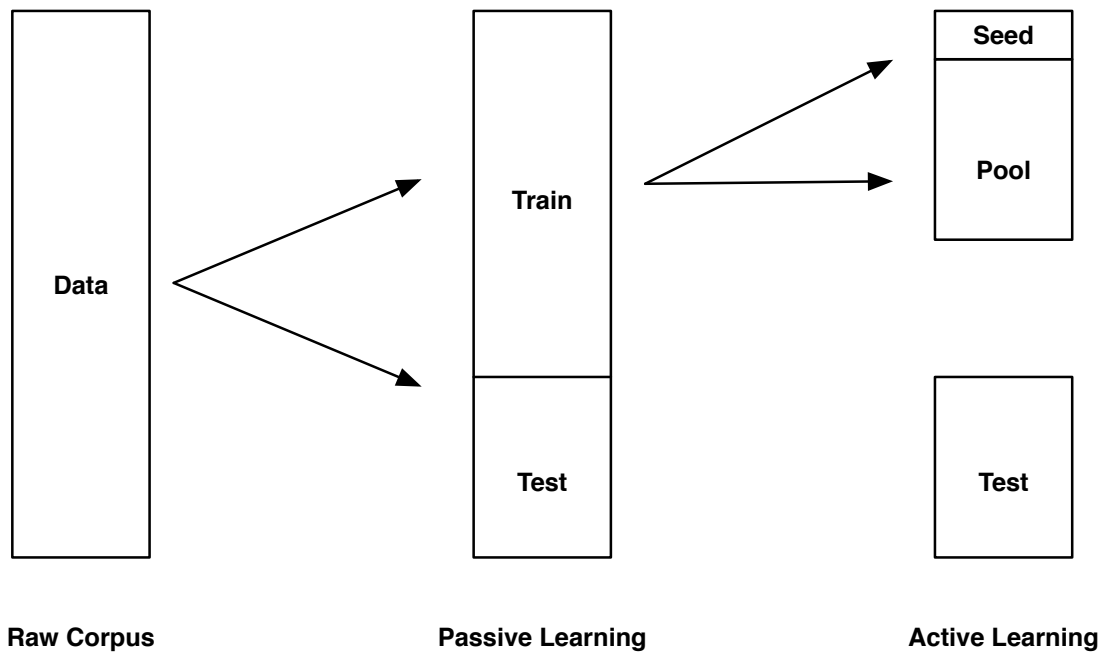 Data
Train
Test
Seed
Pool
Test
Raw Corpus
Passive Learning
Active Learning